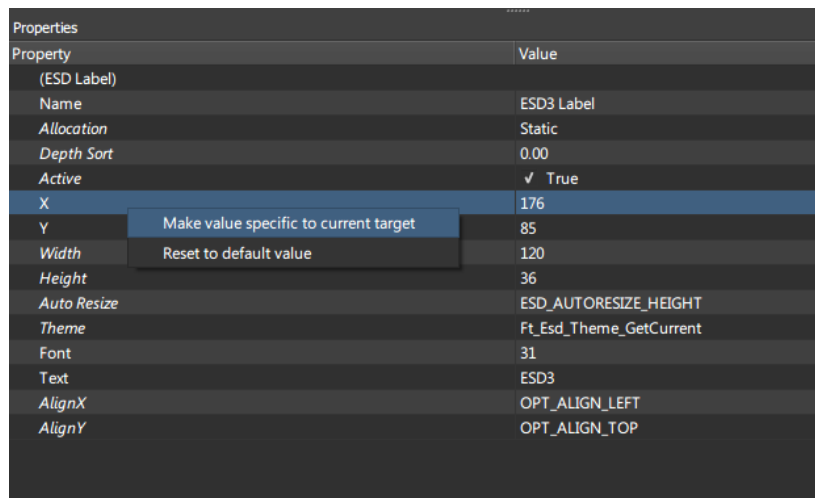 Properties
Property Value
(ESD Label)
Name ESD3 Label
Allocation Static
Depth Sort 0.00
Active ✓ True
X 176
Make value specific to current target
Y 85
Reset to default value
Width 120
Height 36
Auto Resize ESD_AUTORESIZE_HEIGHT
Theme Ft_Esd_Theme_GetCurrent
Font 31
Text ESD3
AlignX OPT_ALIGN_LEFT
AlignY OPT_ALIGN_TOP